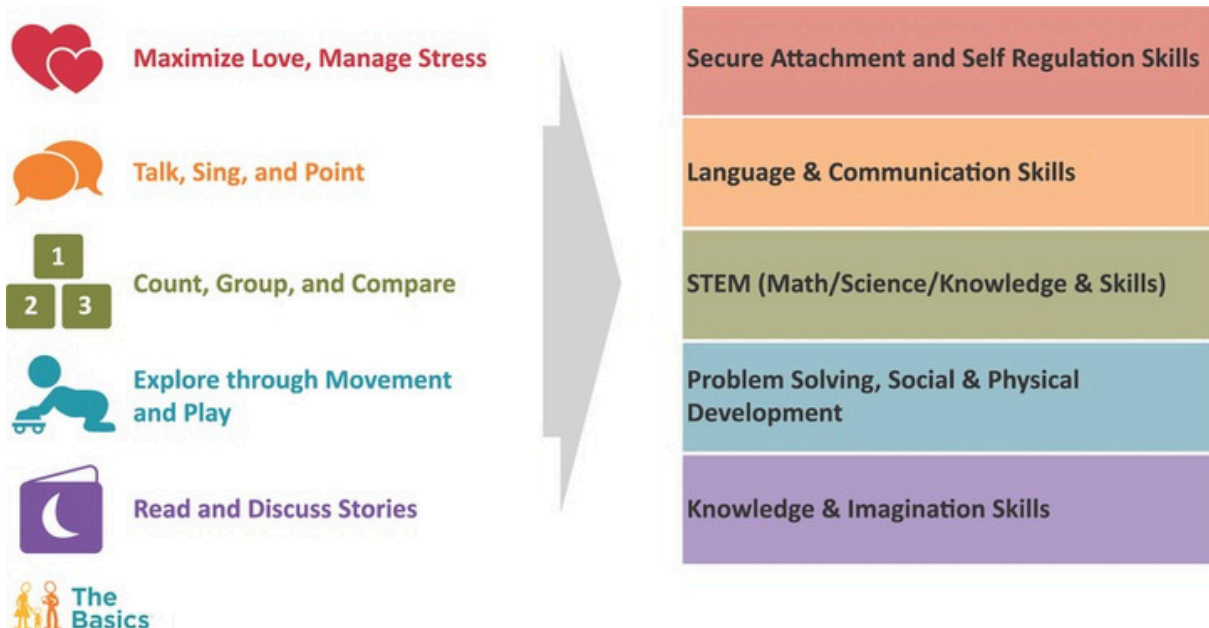 Maximize Love, Manage Stress
Secure Attachment and Self Regulation Skills
Talk, Sing, and Point
Language & Communication Skills
1
2 3
Count, Group, and Compare
STEM (Math/Science/Knowledge & Skills)
Explore through Movement
and Play
Problem Solving, Social & Physical
Development
Read and Discuss Stories
Knowledge & Imagination Skills
The
Basics